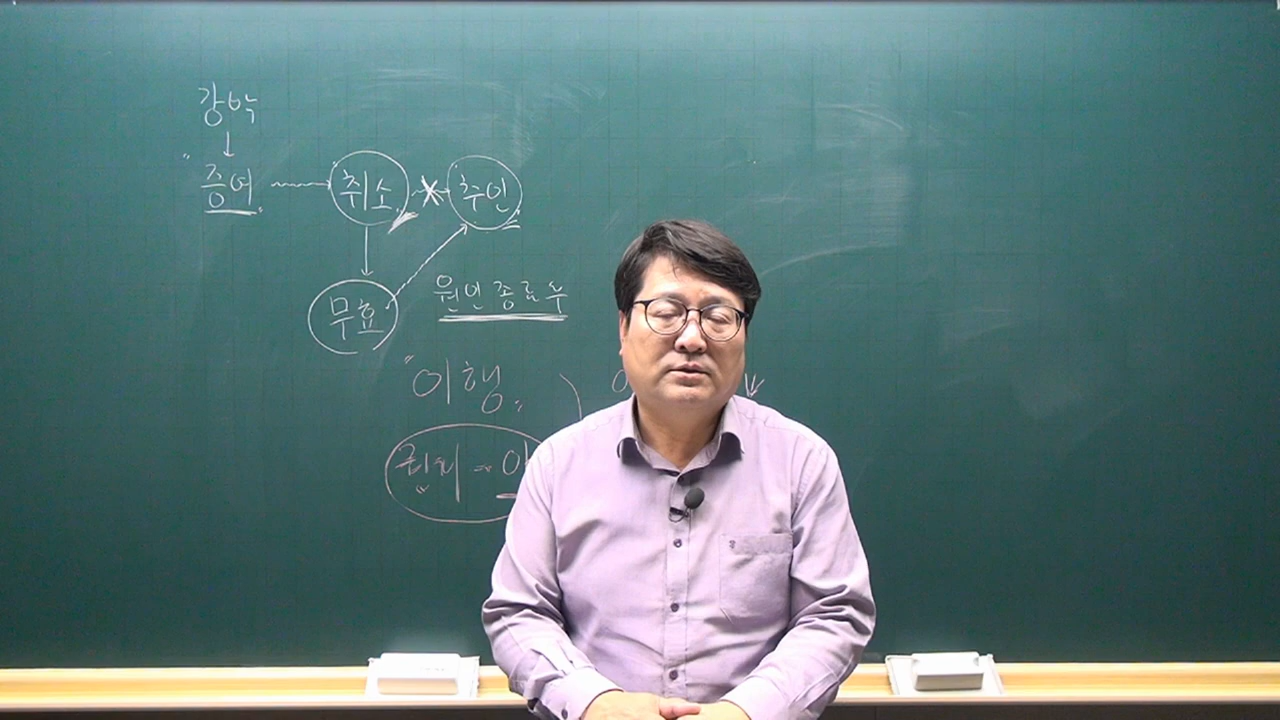 강박
"증여" 취소 추인
무효 원인 종료 후
"이행"